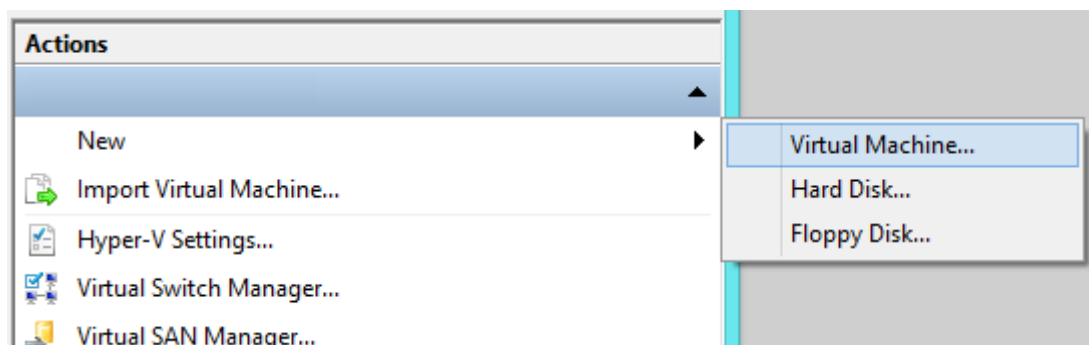 Actions
New
Virtual Machine...
Import Virtual Machine...
Hard Disk...
Hyper-V Settings...
Floppy Disk...
Virtual Switch Manager...
Virtual SAN Manager...